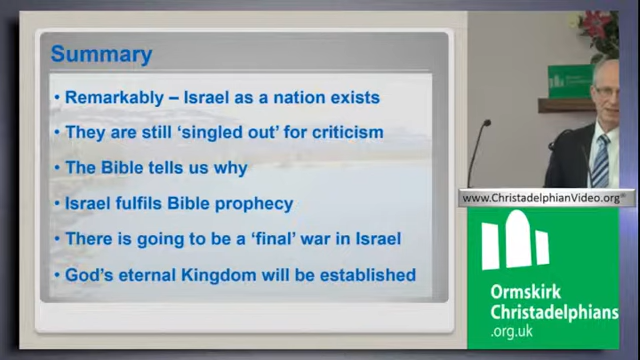 Summary
• Remarkably – Israel as a nation exists
• They are still ‘singled out’ for criticism
• The Bible tells us why
• Israel fulfils Bible prophecy
• There is going to be a ‘final’ war in Israel
• God's eternal Kingdom will be established
www.ChristadelphianVideo.org®
Ormskirk
Christadelphians
.org.uk